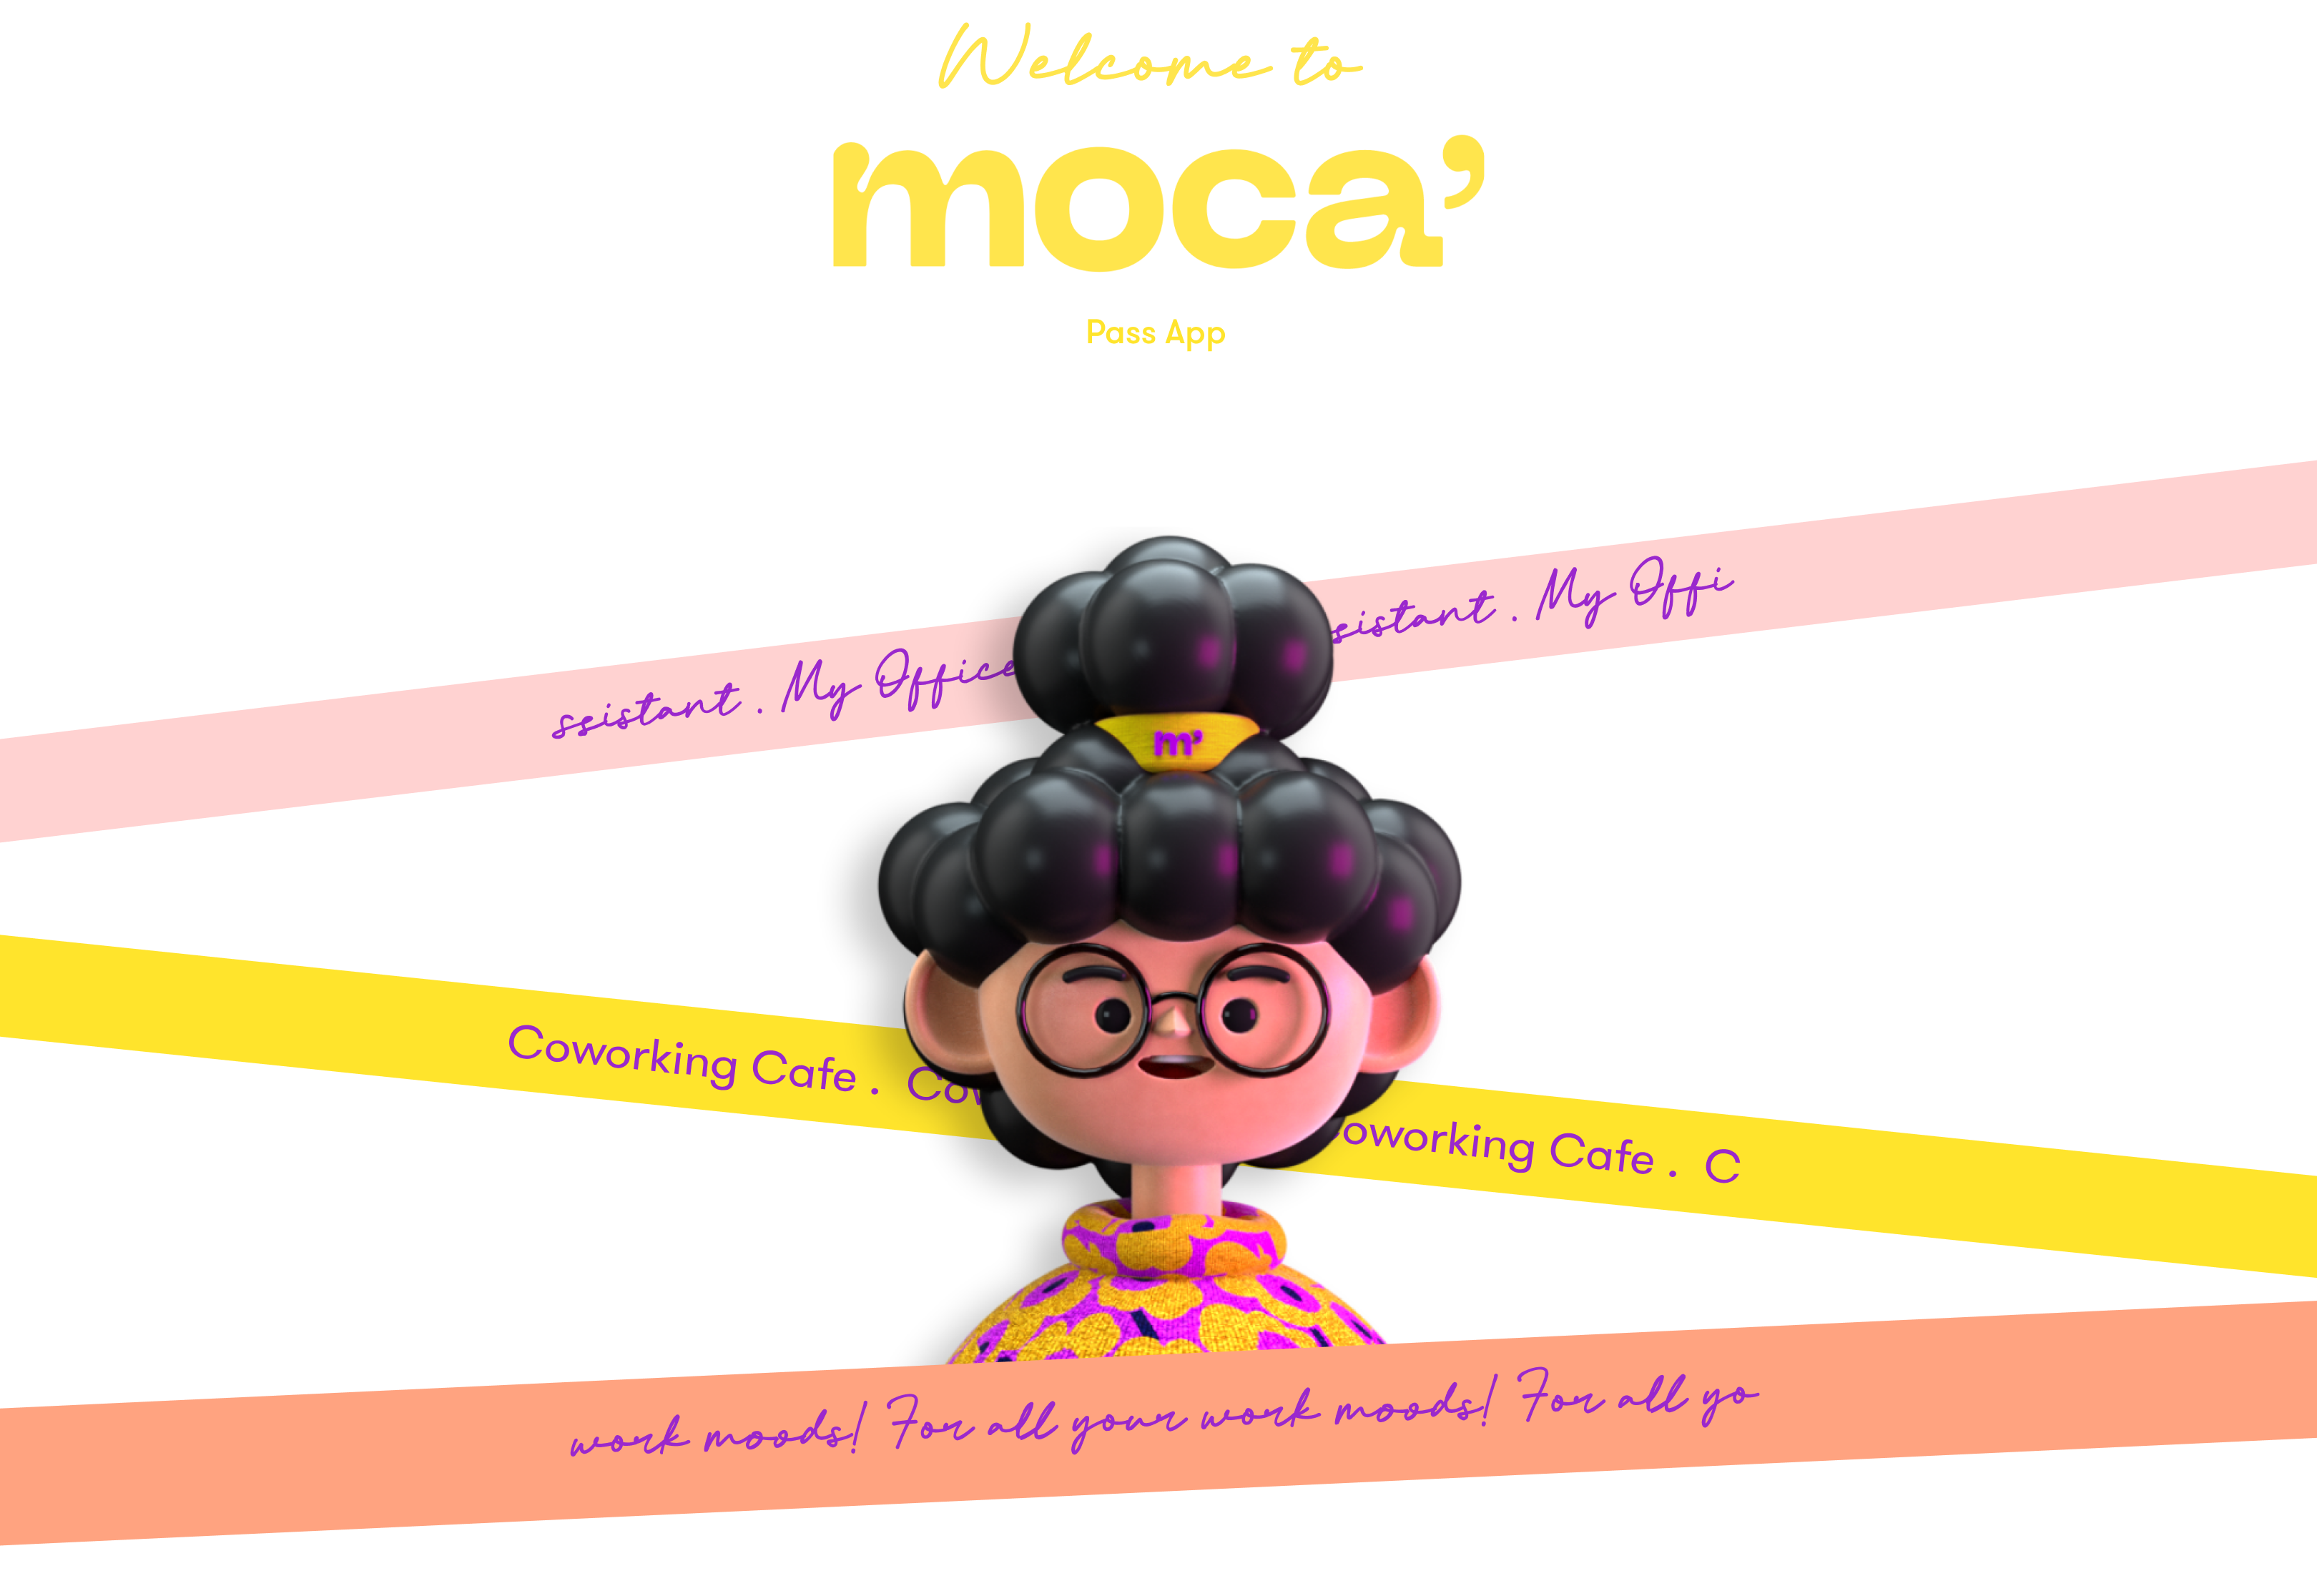 Welcome to
moca’
Pass App
ssistant . My Office
sistant . My Offi
m’
Coworking Cafe . Cow
oworking Cafe . C
work moods! For all your work moods! For all yo